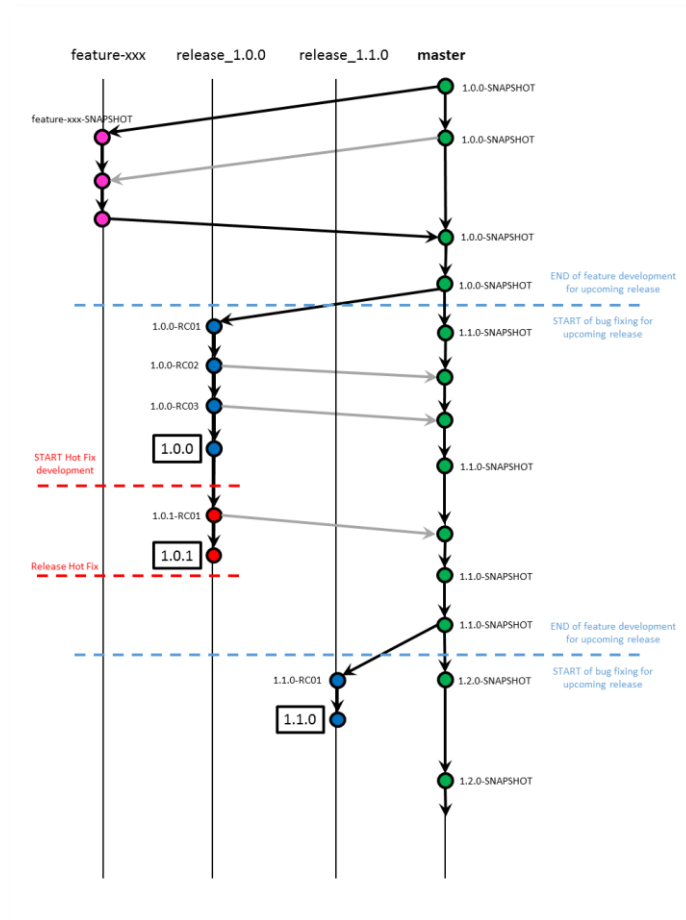 feature-xxx release_1.0.0 release_1.1.0 master
1.0.0-SNAPSHOT
feature-xxx-SNAPSHOT
1.0.0-SNAPSHOT
1.0.0-SNAPSHOT
END of feature development
for upcoming release
1.0.0-SNAPSHOT
START of bug fixing for
upcoming release
1.0.0-RC01
1.1.0-SNAPSHOT
1.0.0-RC02
1.0.0-RC03
1.0.0
START Hot Fix
development
1.1.0-SNAPSHOT
1.0.1-RC01
1.0.1
Release Hot Fix
1.1.0-SNAPSHOT
1.1.0-SNAPSHOT
END of feature development
for upcoming release
START of bug fixing for
upcoming release
1.1.0-RC01
1.2.0-SNAPSHOT
1.1.0
1.2.0-SNAPSHOT